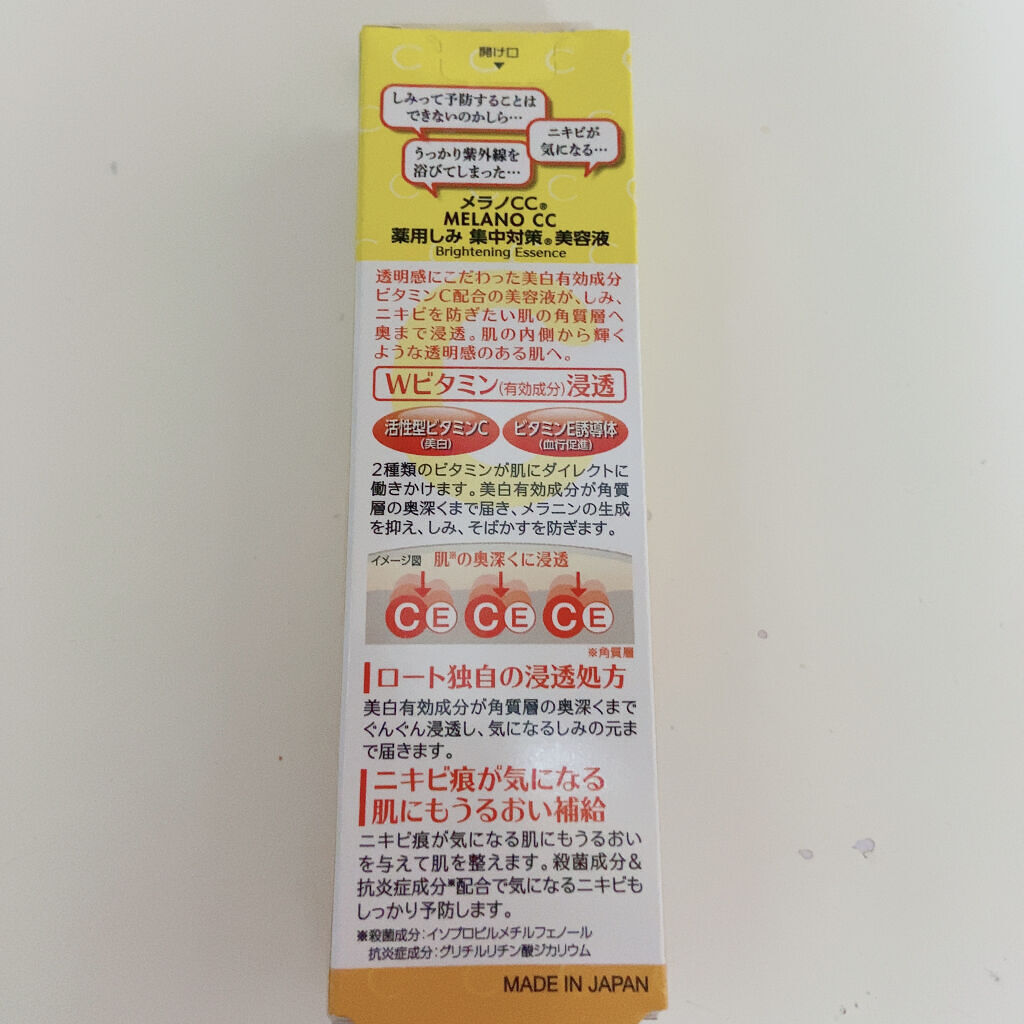 開け口
しみって予防することは
できないのかしら…
ニキビが
気になる…
うっかり紫外線を
浴びてしまった…
メラノCC®
MELANO CC
薬用しみ 集中対策®美容液
Brightening Essence
透明感にこだわった美白有効成分
ビタミンC配合の美容液が、しみ、
ニキビを防ぎたい肌の角質層へ
奥まで浸透。肌の内側から輝く
ような透明感のある肌へ。
Wビタミン(有効成分)浸透
活性型ビタミンC
(美白)
ビタミンE誘導体
(血行促進)
2種類のビタミンが肌にダイレクトに
働きかけます。美白有効成分が角質
層の奥深くまで届き、メラニンの生成
を抑え、しみ、そばかすを防ぎます。
イメージ図 肌※の奥深くに浸透
C E C E C E
※角質層
ロート独自の浸透処方
美白有効成分が角質層の奥深くまで
ぐんぐん浸透し、気になるしみの元ま
で届きます。
ニキビ痕が気になる
肌にもうるおい補給
ニキビ痕が気になる肌にもうるおい
を与えて肌を整えます。殺菌成分&
抗炎症成分※配合で気になるニキビも
しっかり予防します。
※殺菌成分:イソプロピルメチルフェノール
抗炎症成分:グリチルリチン酸ジカリウム
MADE IN JAPAN